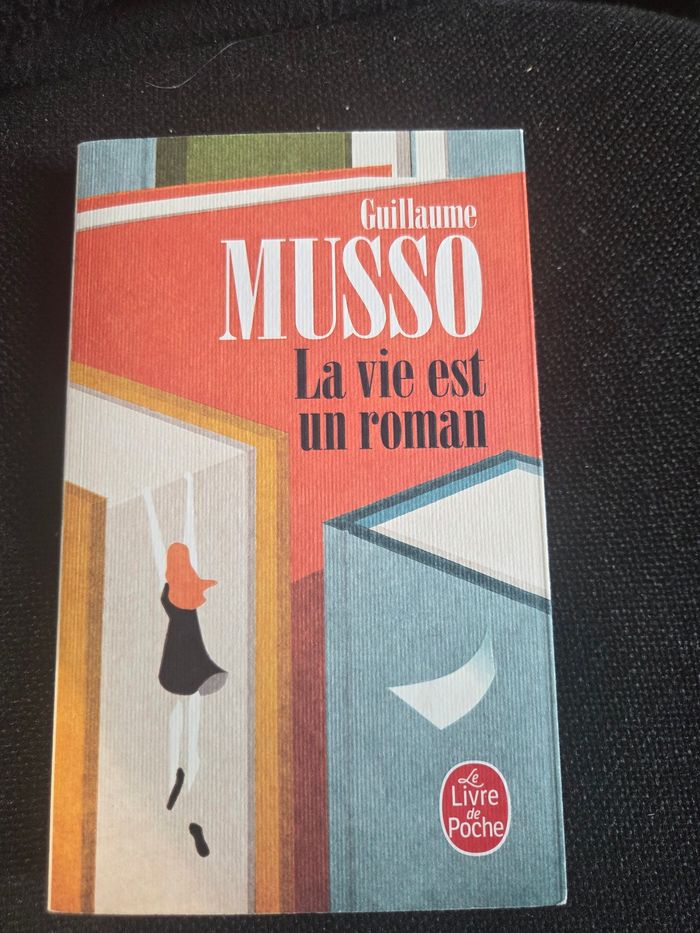 Guillaume
MUSSO
La vie est
un roman
Le
Livre
de
Poche